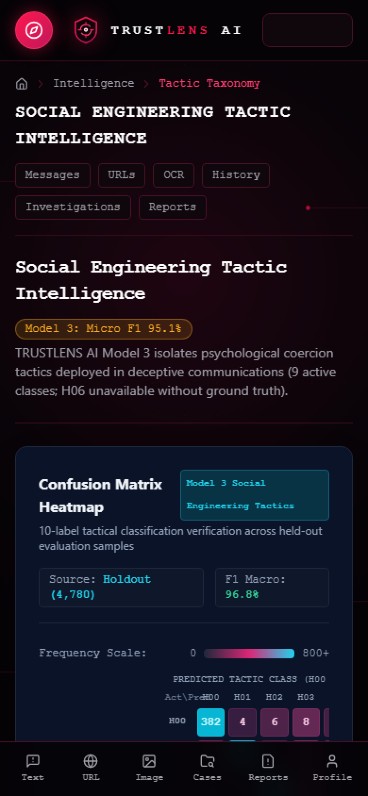 TRUSTLENS AI
Intelligence Tactic Taxonomy
SOCIAL ENGINEERING TACTIC
INTELLIGENCE
Messages URLs OCR History
Investigations Reports
Social Engineering Tactic
Intelligence
Model 3: Micro F1 95.1%
TRUSTLENS AI Model 3 isolates psychological coercion
tactics deployed in deceptive communications (9 active
classes; H06 unavailable without ground truth).
Confusion Matrix
Heatmap
Model 3 Social
Engineering Tactics
10-label tactical classification verification across held-out
evaluation samples
Source: Holdout
(4,780)
F1 Macro:
96.8%
Frequency Scale: 0 800+
PREDICTED TACTIC CLASS (H00
Act\Pred H00 H01 H02 H03
H00 382 4 6 8
Text URL Image Cases Reports Profile